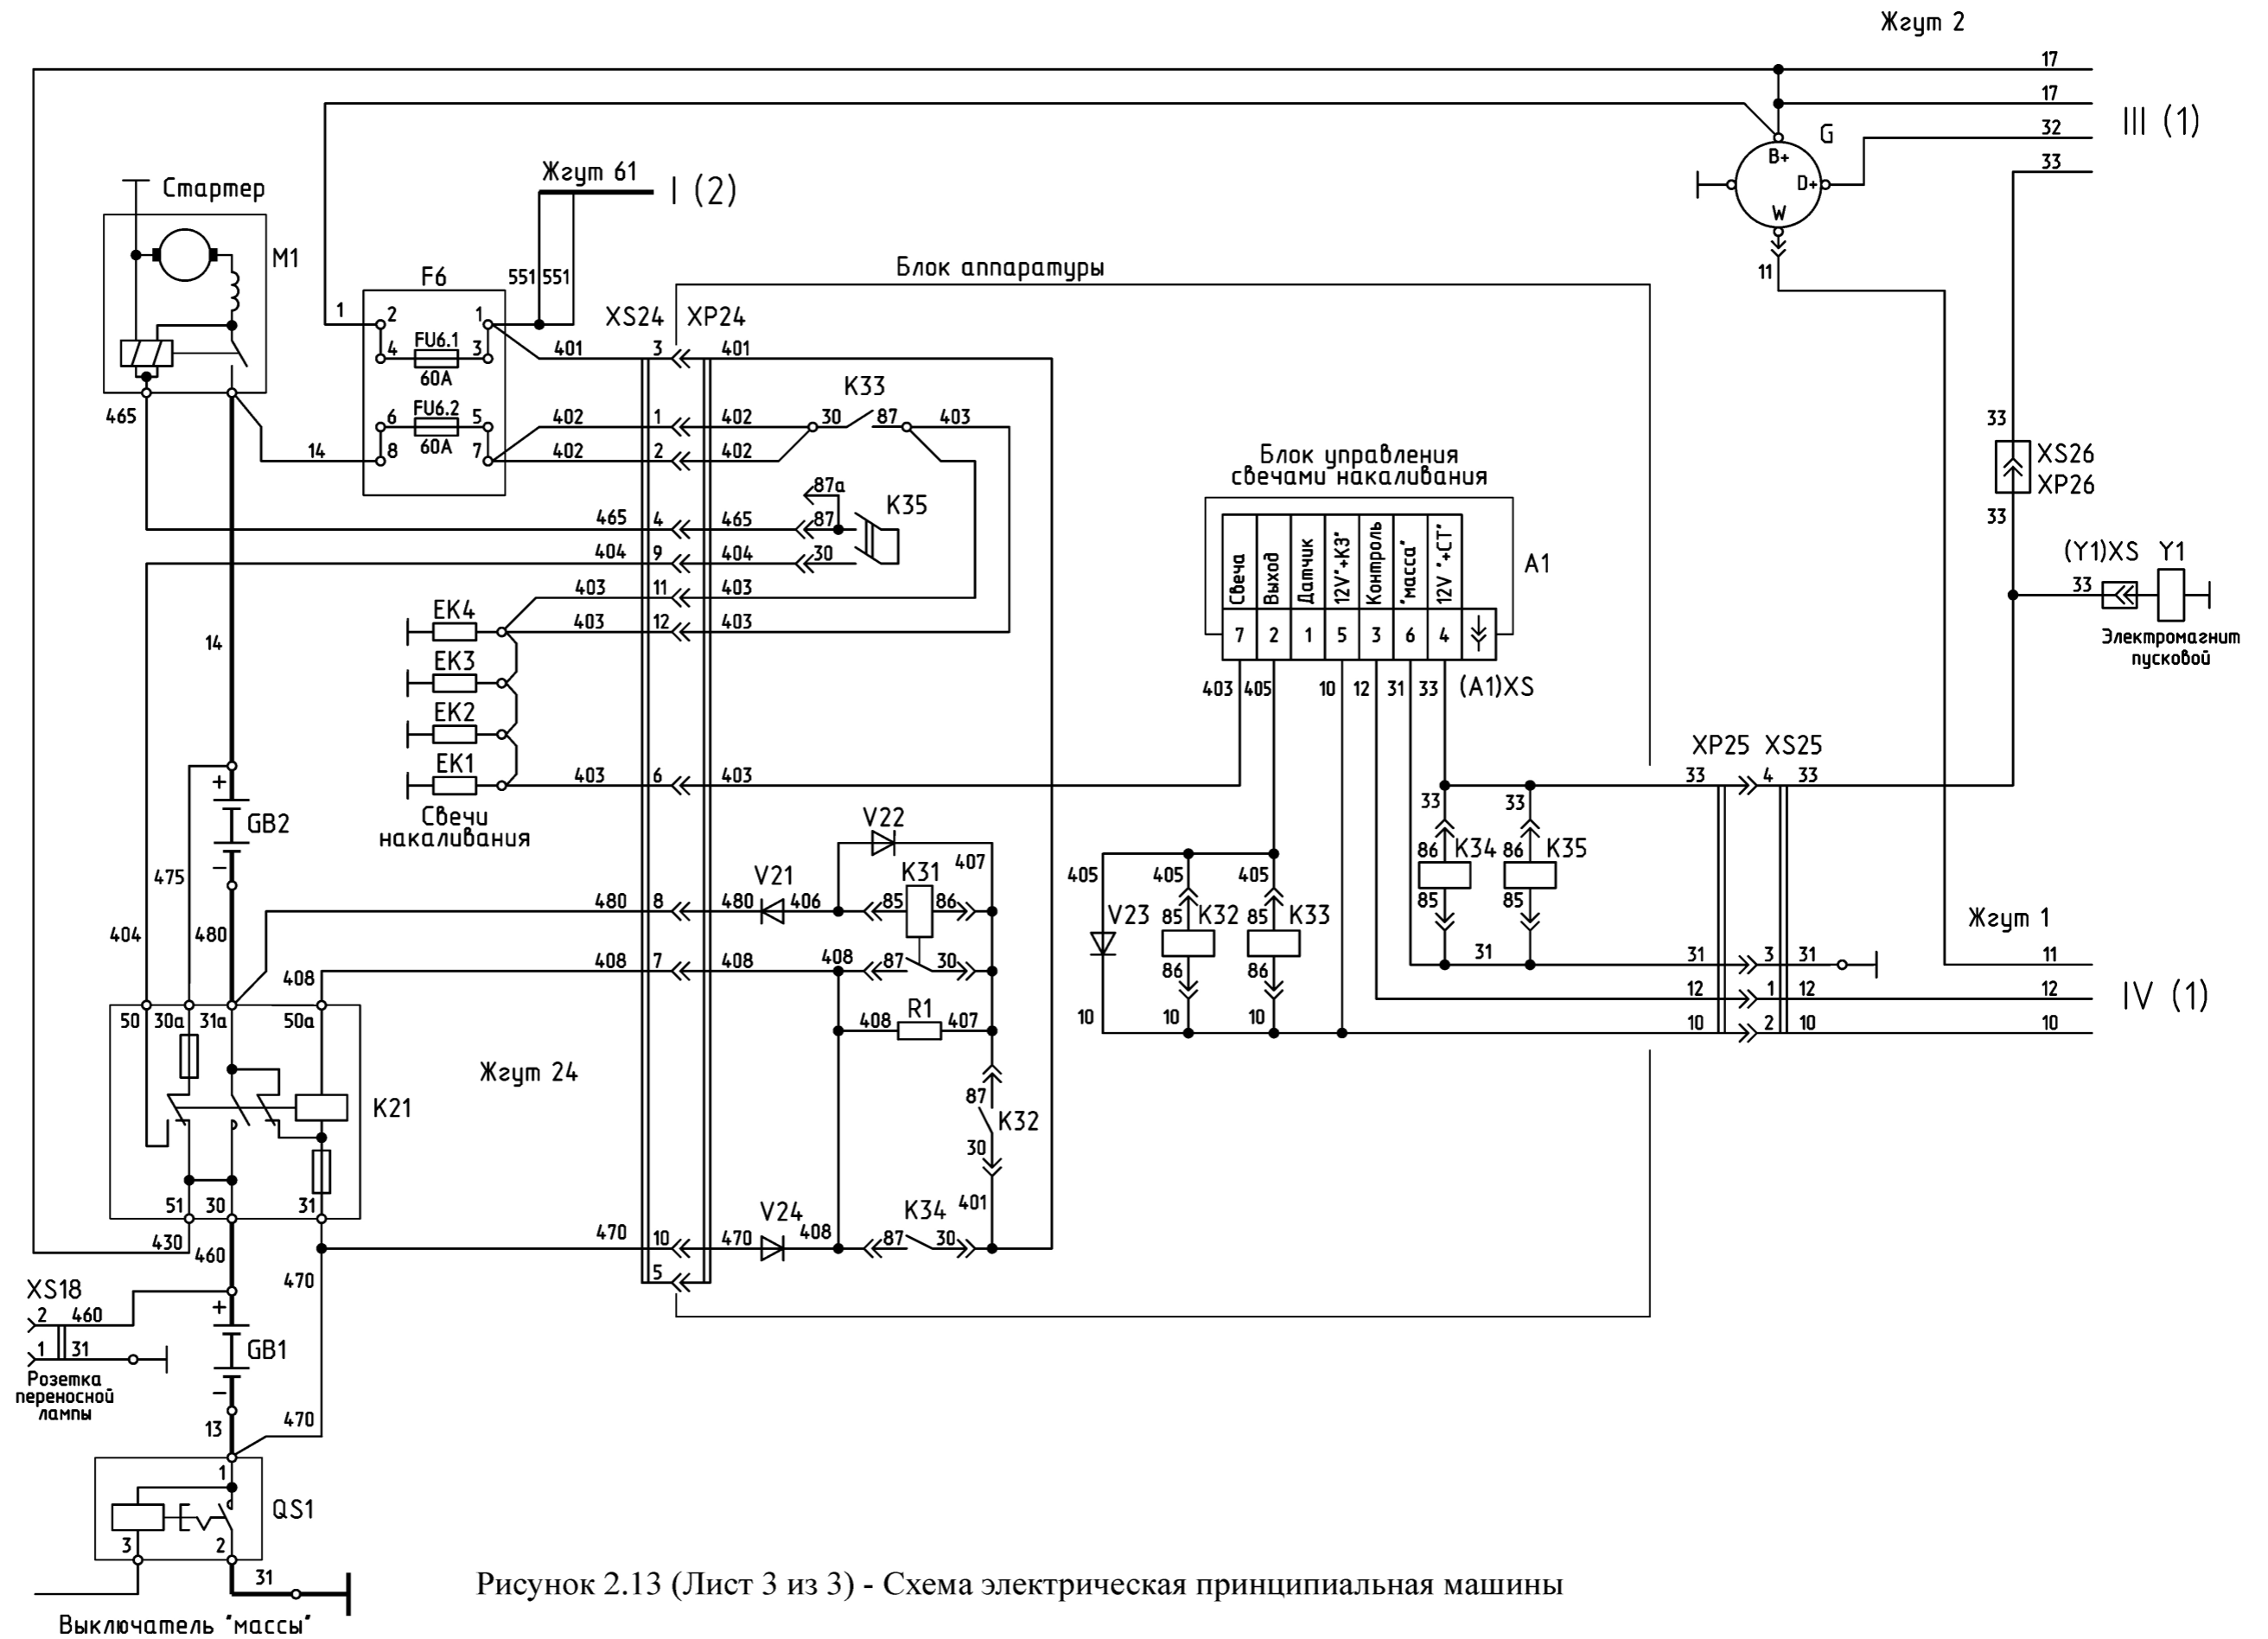 Жгут 2
17
17
III (1)
32
33
G
B+
D+
W
11
Жгут 61
I (2)
551 551
Стартер
M1
F6
1
2
1
FU6.1
4
3
60A
FU6.2
6
5
60A
8
7
465
14
Блок аппаратуры
XS24 XP24
401 3 401
402 1 402
402 2 402
K33
30 87 403
87a
K35
465 4 465 87
404 9 404 30
403 11 403
403 12 403
EK4
EK3
EK2
EK1
403 6 403
Свечи
накаливания
Блок управления
свечами накаливания
A1
Свеча
Выход
Датчик
12V"+КЗ"
Контроль
"масса"
12V "+СТ"
7 2 1 5 3 6 4
403 405 10 12 31 33 (A1)XS
33
XS26
XP26
33
(Y1)XS Y1
33
Электромагнит
пусковой
XP25 XS25
33 4 33
33 33
86 K34 86 K35
85 85
31
31 3 31
12 1 12
10 2 10
Жгут 1
11
12
IV (1)
10
405 405 405
V23 85 K32 85 K33
86 86
10 10 10
14
+
GB2
–
475
404
480
408
V22
407
V21
K31
480 8 480 406 85 86
408 7 408 408 87 30
R1
408 407
87
K32
30
401
V24
K34
470 10 470 408 87 30
5
Жгут 24
50 30a 31a 50a
K21
51 30 31
430
460
470
XS18
2 460
1 31
Розетка
переносной
лампы
+
GB1
–
13
470
1
QS1
3 2
31
Выключатель "массы"
Рисунок 2.13 (Лист 3 из 3) - Схема электрическая принципиальная машины